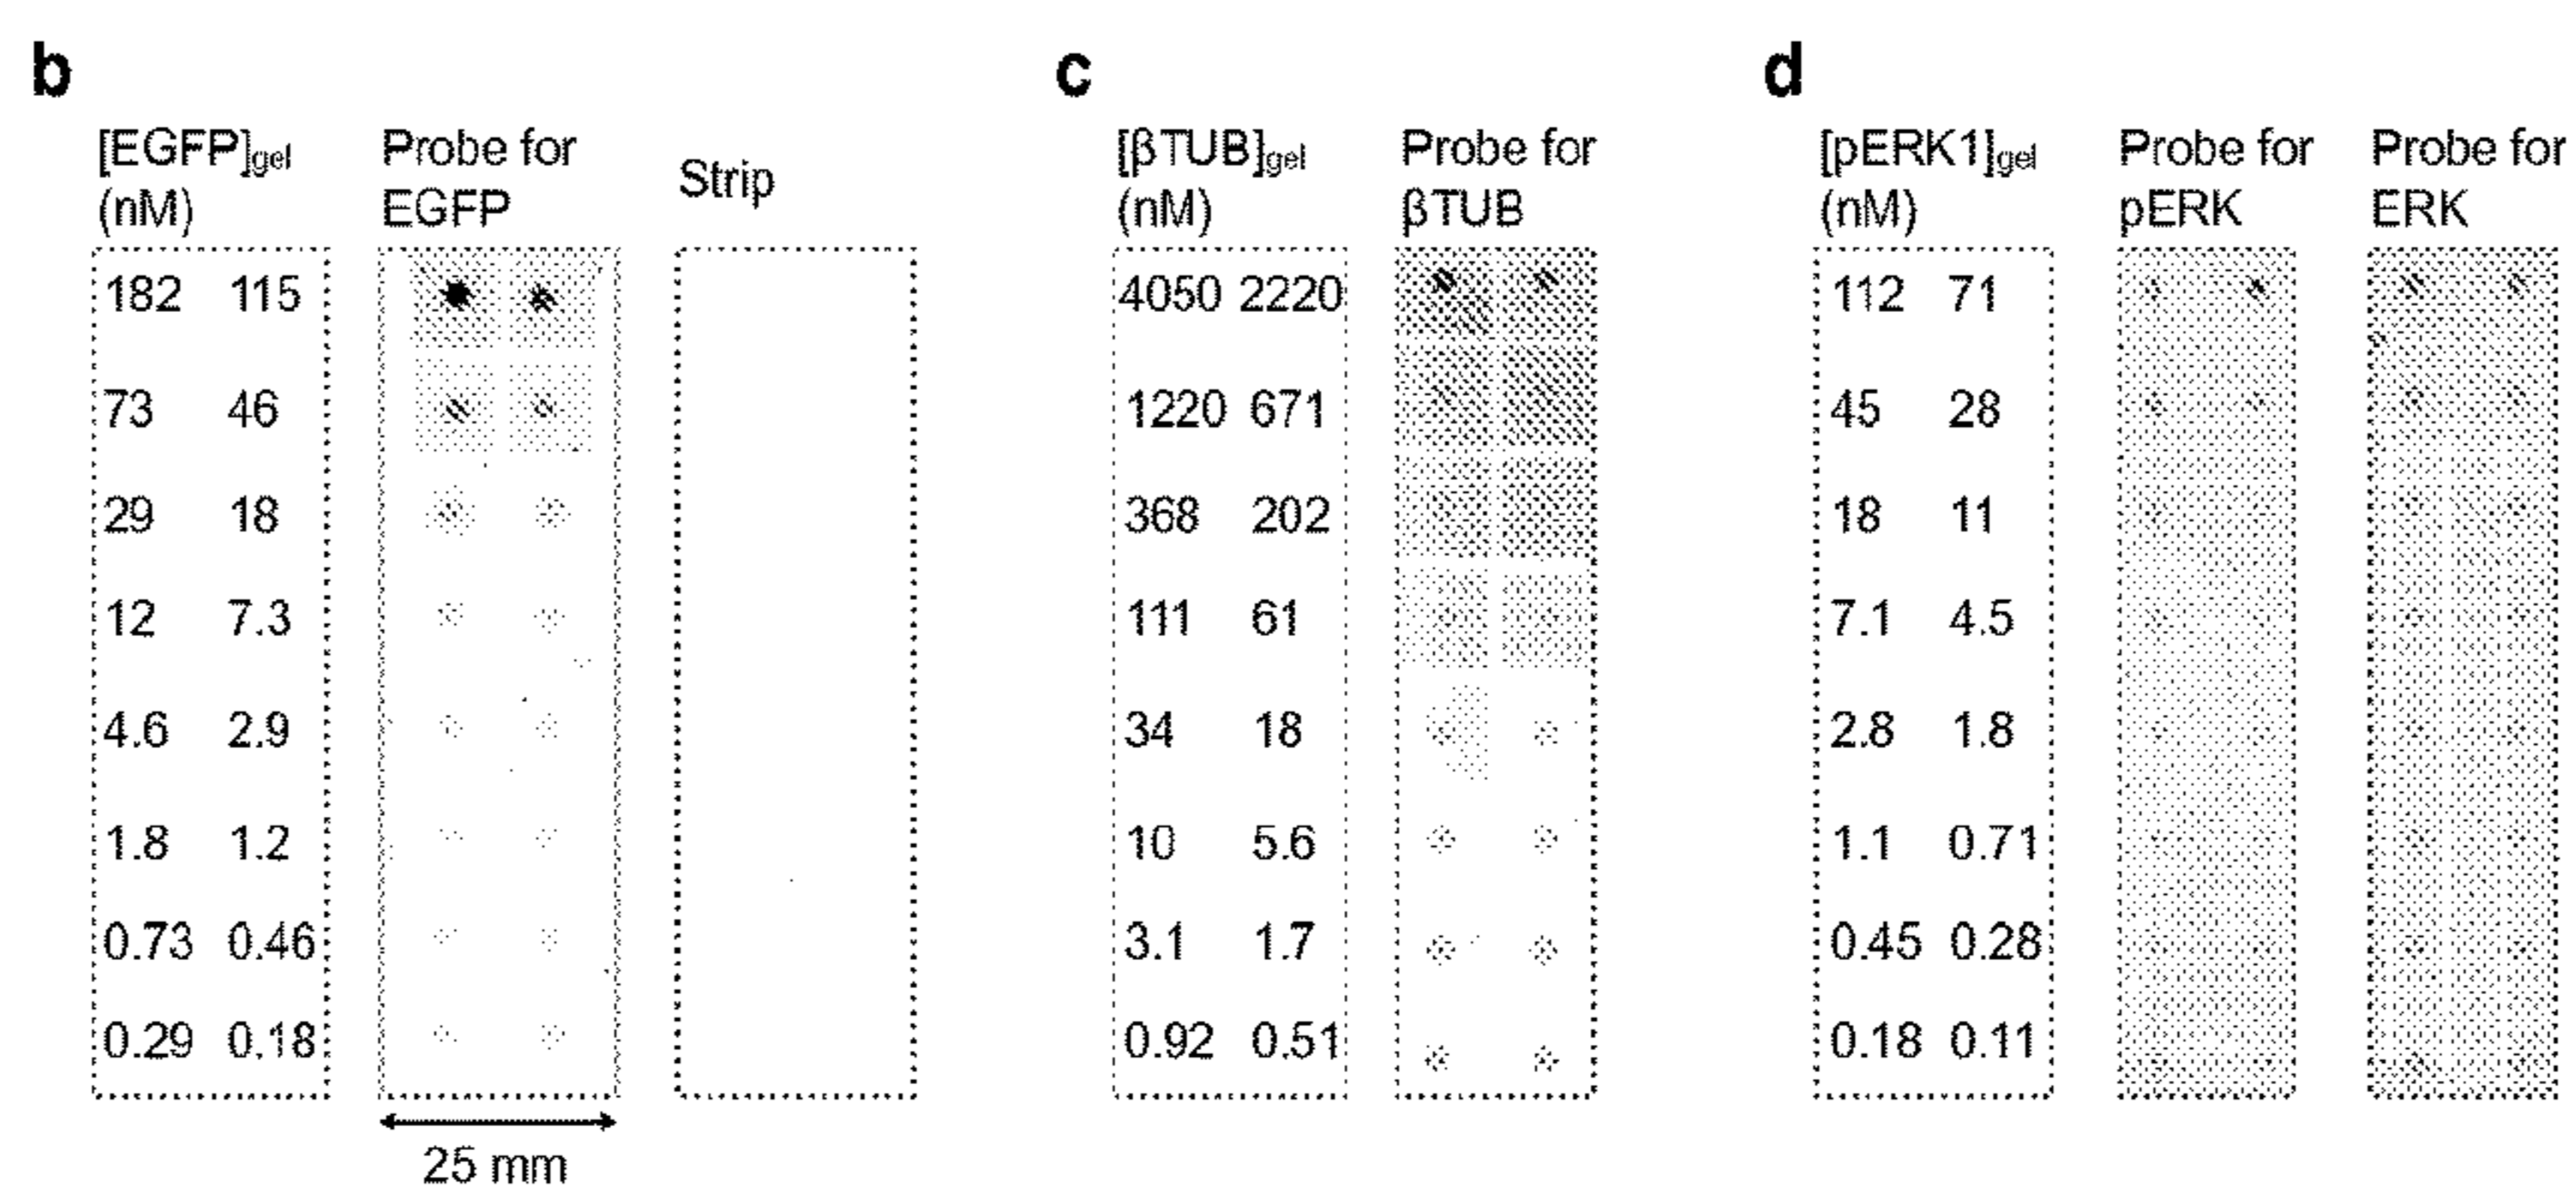 b
[EGFP]gel
(nM)
Probe for
EGFP
Strip
182 115
73 46
29 18
12 7.3
4.6 2.9
1.8 1.2
0.73 0.46
0.29 0.18
25 mm
c
[βTUB]gel
(nM)
Probe for
βTUB
4050 2220
1220 671
368 202
111 61
34 18
10 5.6
3.1 1.7
0.92 0.51
d
[pERK1]gel
(nM)
Probe for
pERK
Probe for
ERK
112 71
45 28
18 11
7.1 4.5
2.8 1.8
1.1 0.71
0.45 0.28
0.18 0.11